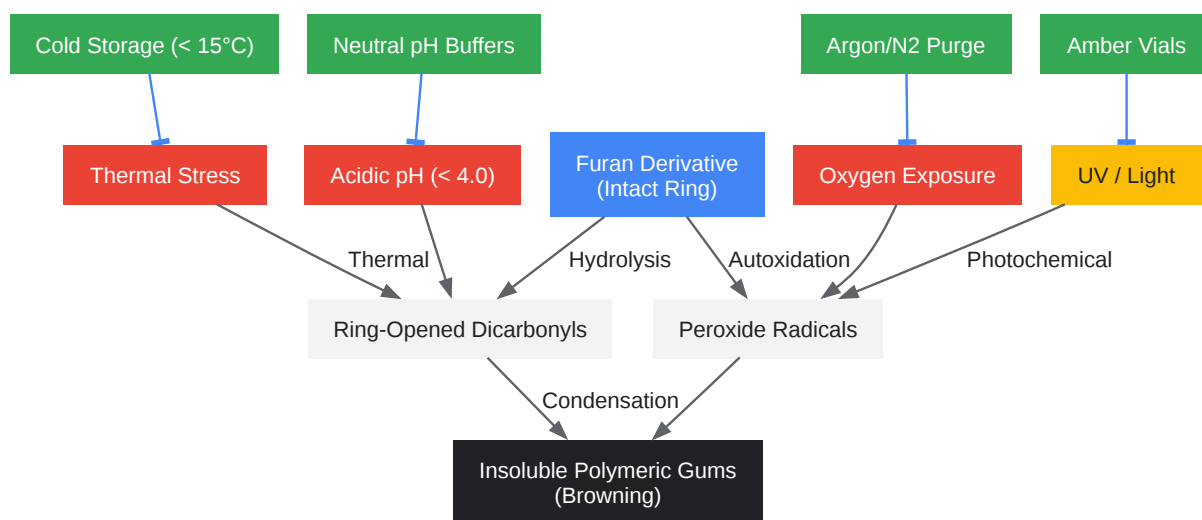 Cold Storage (< 15°C)
Neutral pH Buffers
Argon/N2 Purge
Amber Vials
Thermal Stress
Acidic pH (< 4.0)
Furan Derivative
(Intact Ring)
Oxygen Exposure
UV / Light
Thermal
Hydrolysis
Autoxidation
Photochemical
Ring-Opened Dicarbonyls
Peroxide Radicals
Condensation
Insoluble Polymeric Gums
(Browning)